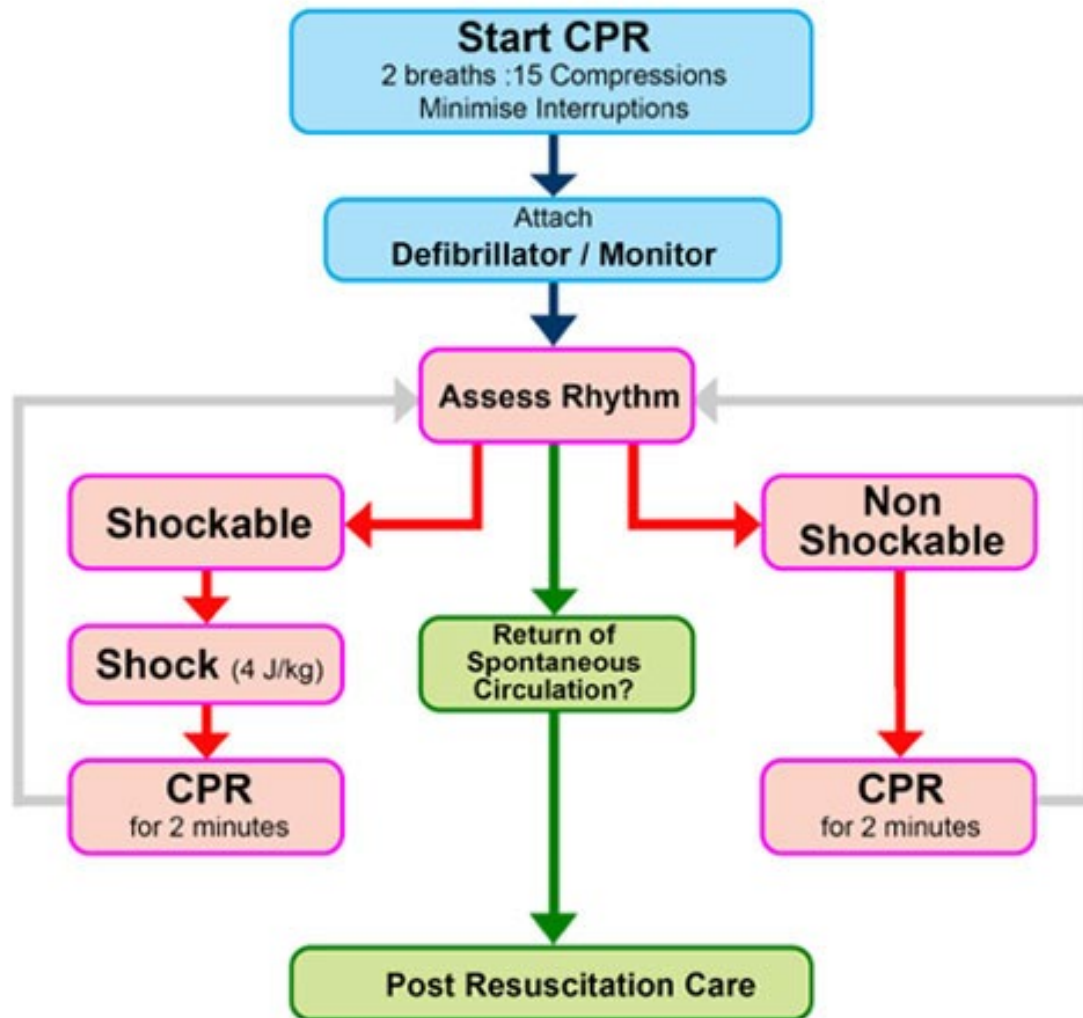 Start CPR
2 breaths :15 Compressions
Minimise Interruptions
Attach
Defibrillator / Monitor
Assess Rhythm
Shockable
Non
Shockable
Shock (4 J/kg)
Return of
Spontaneous
Circulation?
CPR
for 2 minutes
CPR
for 2 minutes
Post Resuscitation Care